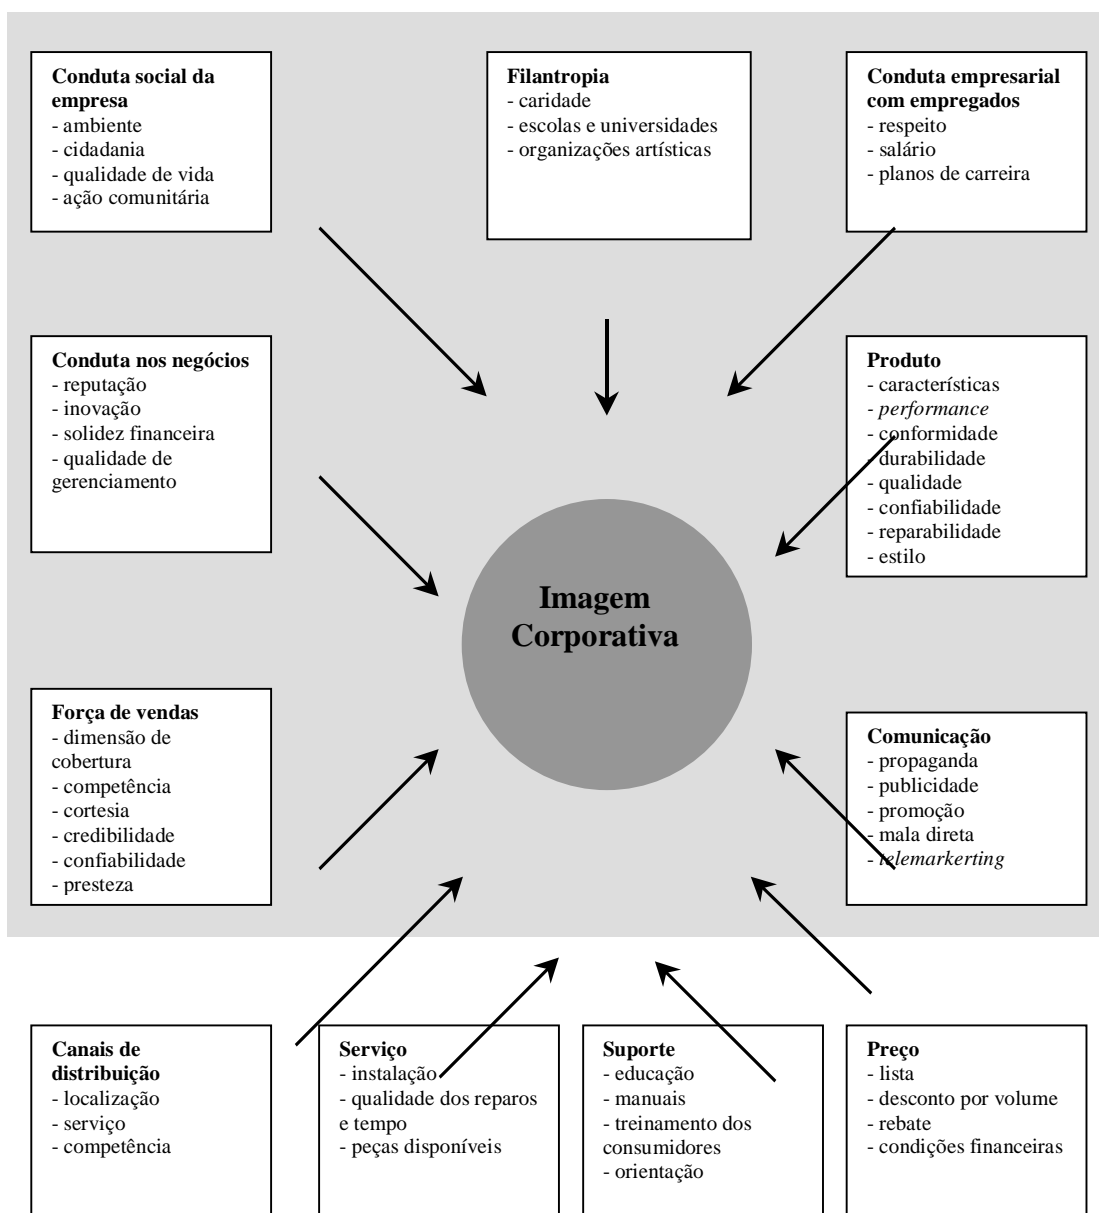 Conduta social da
empresa
- ambiente
- cidadania
- qualidade de vida
- ação comunitária
Filantropia
- caridade
- escolas e universidades
- organizações artísticas
Conduta empresarial
com empregados
- respeito
- salário
- planos de carreira
Conduta nos negócios
- reputação
- inovação
- solidez financeira
- qualidade de
gerenciamento
Produto
- características
- performance
- conformidade
- durabilidade
- qualidade
- confiabilidade
- reparabilidade
- estilo
Imagem
Corporativa
Força de vendas
- dimensão de
cobertura
- competência
- cortesia
- credibilidade
- confiabilidade
- presteza
Comunicação
- propaganda
- publicidade
- promoção
- mala direta
- telemarkerting
Canais de
distribuição
- localização
- serviço
- competência
Serviço
- instalação
- qualidade dos reparos
e tempo
- peças disponíveis
Suporte
- educação
- manuais
- treinamento dos
consumidores
- orientação
Preço
- lista
- desconto por volume
- rebate
- condições financeiras